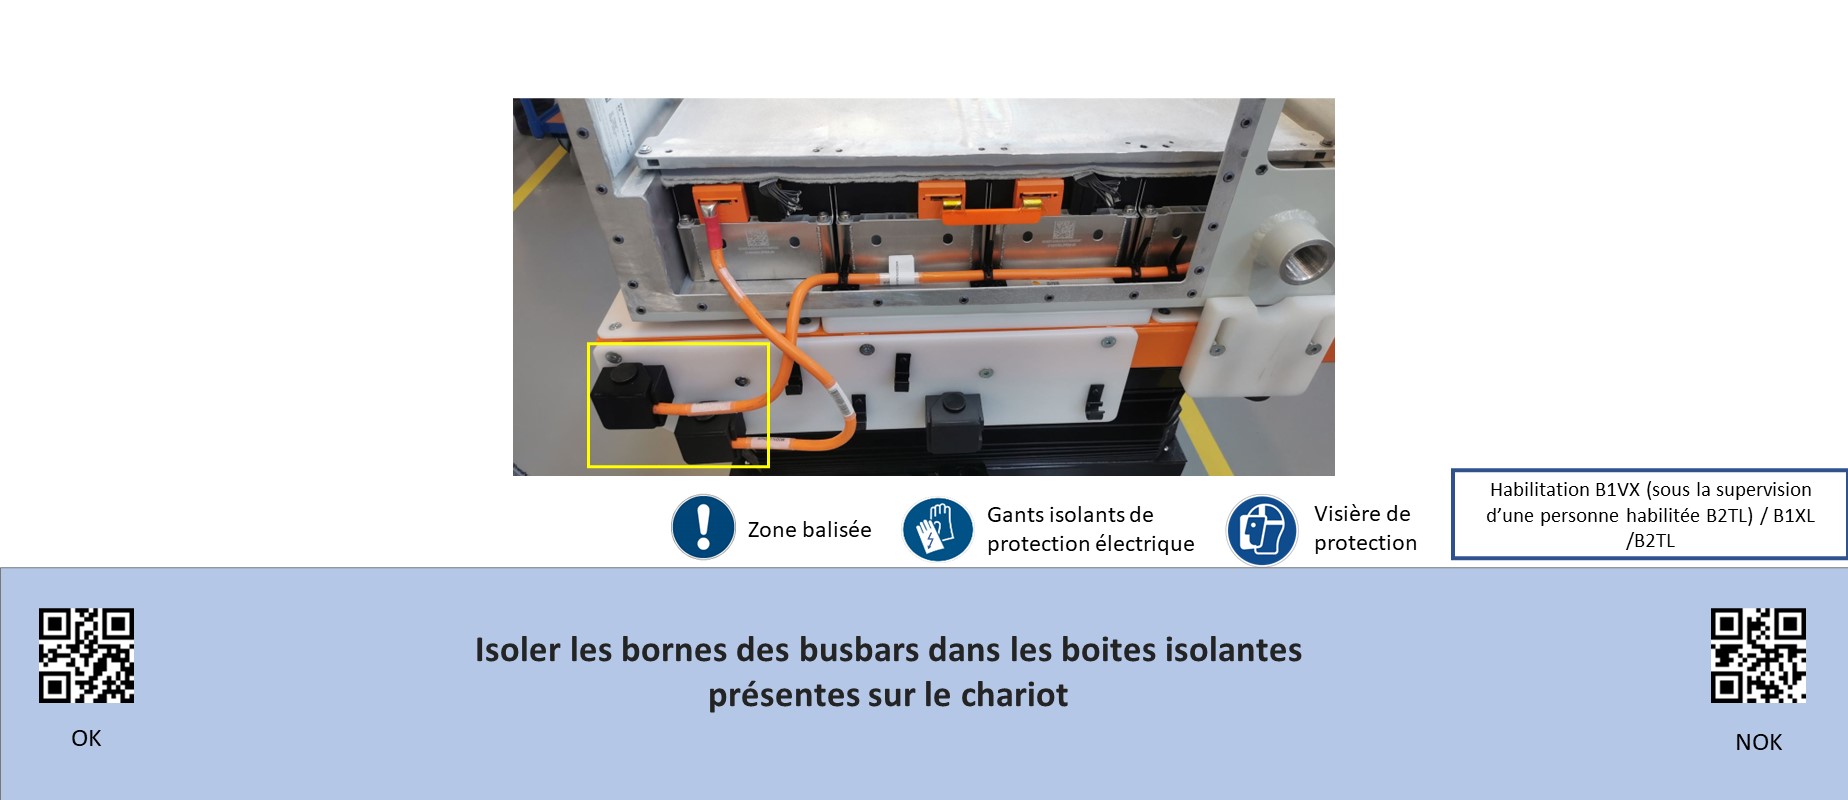 Zone balisée
Gants isolants de
protection électrique
Visière de
protection
Habilitation B1VX (sous la supervision
d’une personne habilitée B2TL) / B1XL
/B2TL
Isoler les bornes des busbars dans les boites isolantes
présentes sur le chariot
OK
NOK